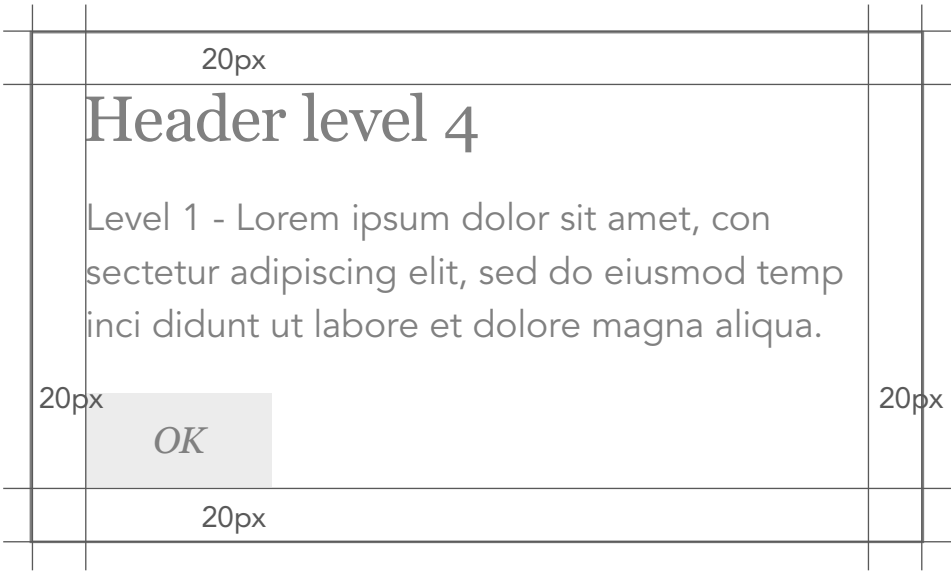 20px
Header level 4
Level 1 - Lorem ipsum dolor sit amet, con
sectetur adipiscing elit, sed do eiusmod temp
inci didunt ut labore et dolore magna aliqua.
20px
20px
OK
20px